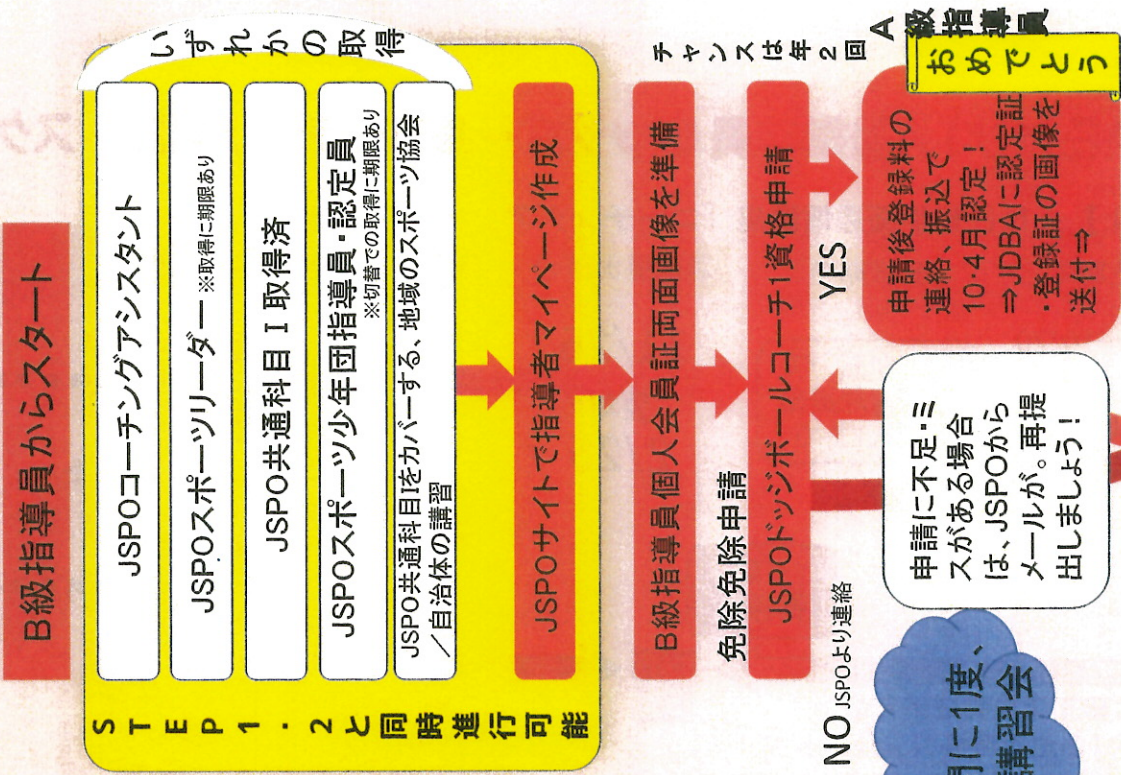 B級指導員からスタート
STEP1・2と同時進行可能
いずれかの取得
JSPOコーチングアシスタント
JSPOスポーツリーダー ※取得に期限あり
JSPO共通科目Ⅰ取得済
JSPOスポーツ少年団指導員・認定員
※切替での取得に期限あり
JSPO共通科目Ⅰをカバーする、地域のスポーツ協会
／自治体の講習
JSPOサイトで指導者マイページ作成
B級指導員個人会員証両面画像を準備
免除免除申請
JSPOドッジボールコーチ1資格申請
チャンスは年2回
NO JSPOより連絡
YES
申請に不足・ミ
スがある場合
は、JSPOから
メールが。再提
出しましょう！
申請後登録料の
連絡、振込で
10・4月認定！
⇒JDBAに認定証
・登録証の画像を
送付⇒
A級指導員
おめでとう
に1度、
講習会